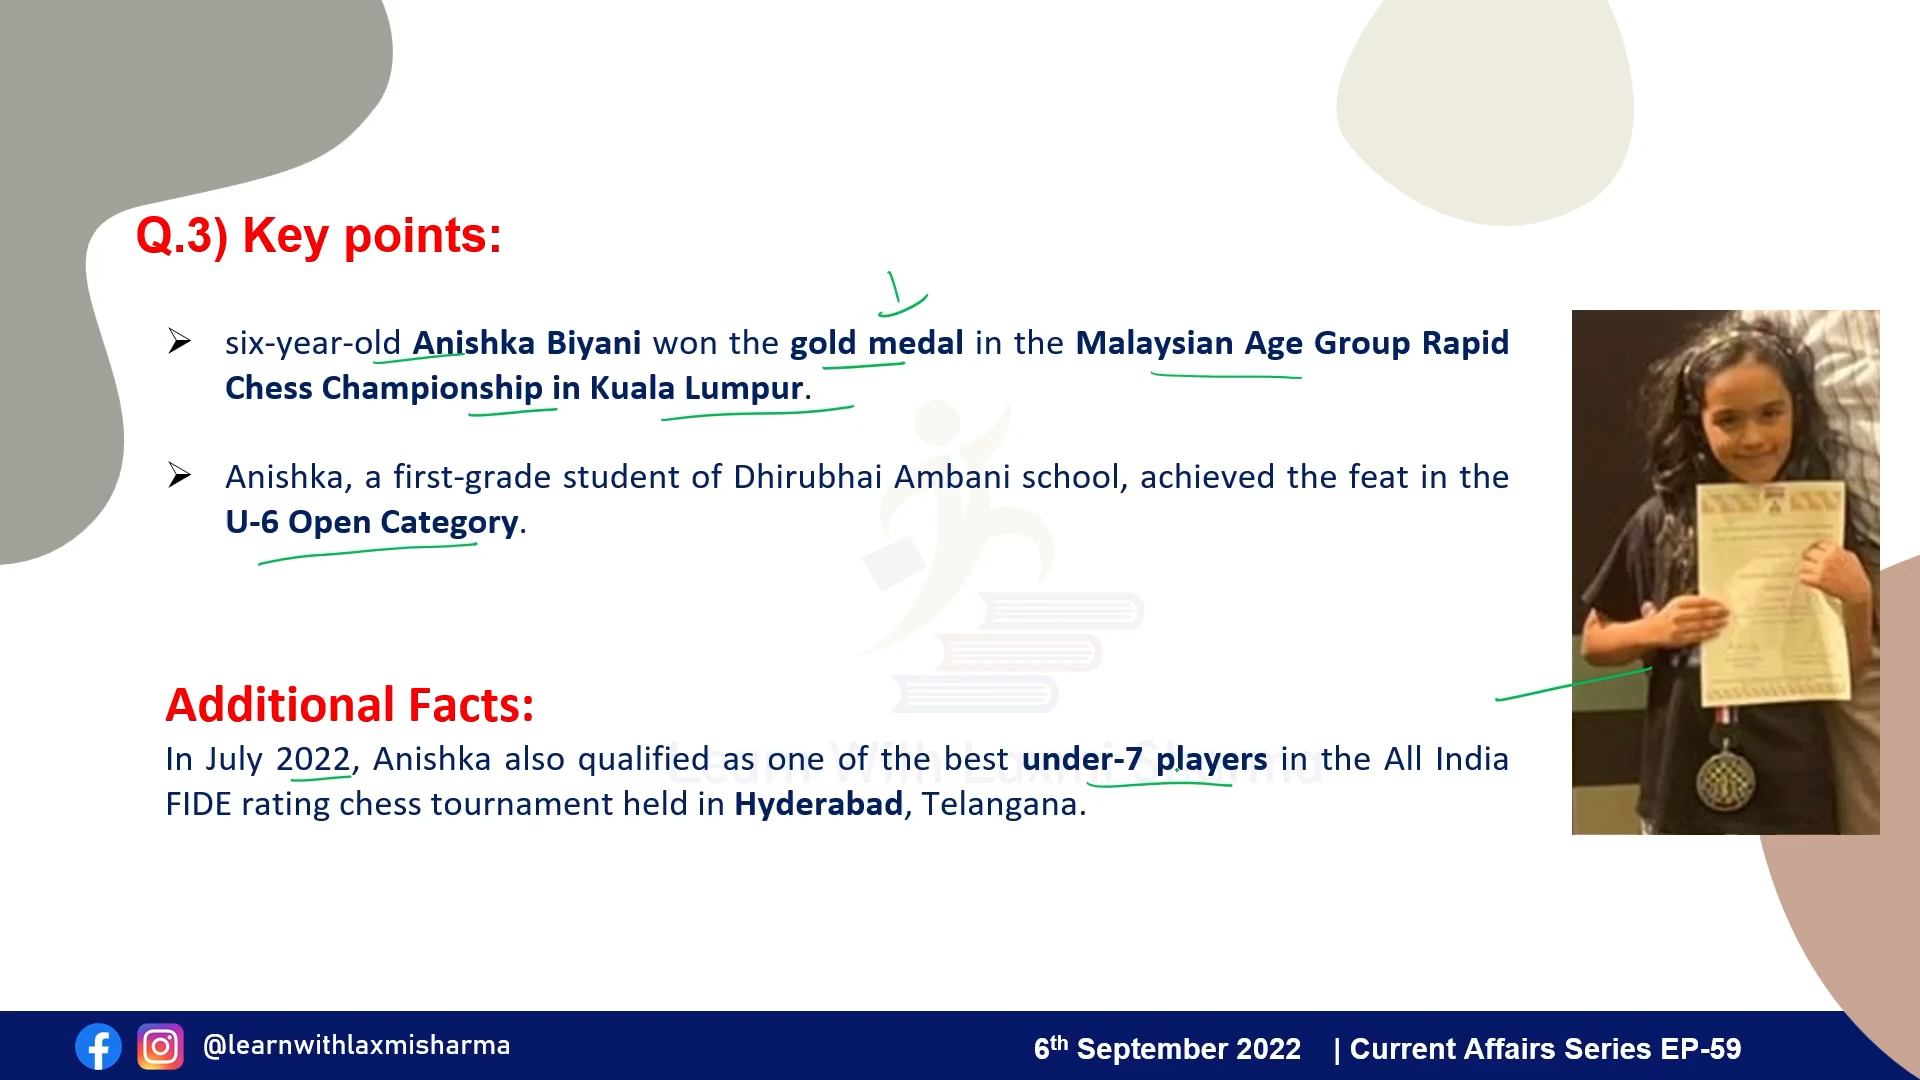 Q.3) Key points:
➢ six-year-old Anishka Biyani won the gold medal in the Malaysian Age Group Rapid
Chess Championship in Kuala Lumpur.
➢ Anishka, a first-grade student of Dhirubhai Ambani school, achieved the feat in the
U-6 Open Category.
Additional Facts:
In July 2022, Anishka also qualified as one of the best under-7 players in the All India
FIDE rating chess tournament held in Hyderabad, Telangana.
Learn With Laxmi Sharma
@learnwithlaxmisharma
6th September 2022 | Current Affairs Series EP-59